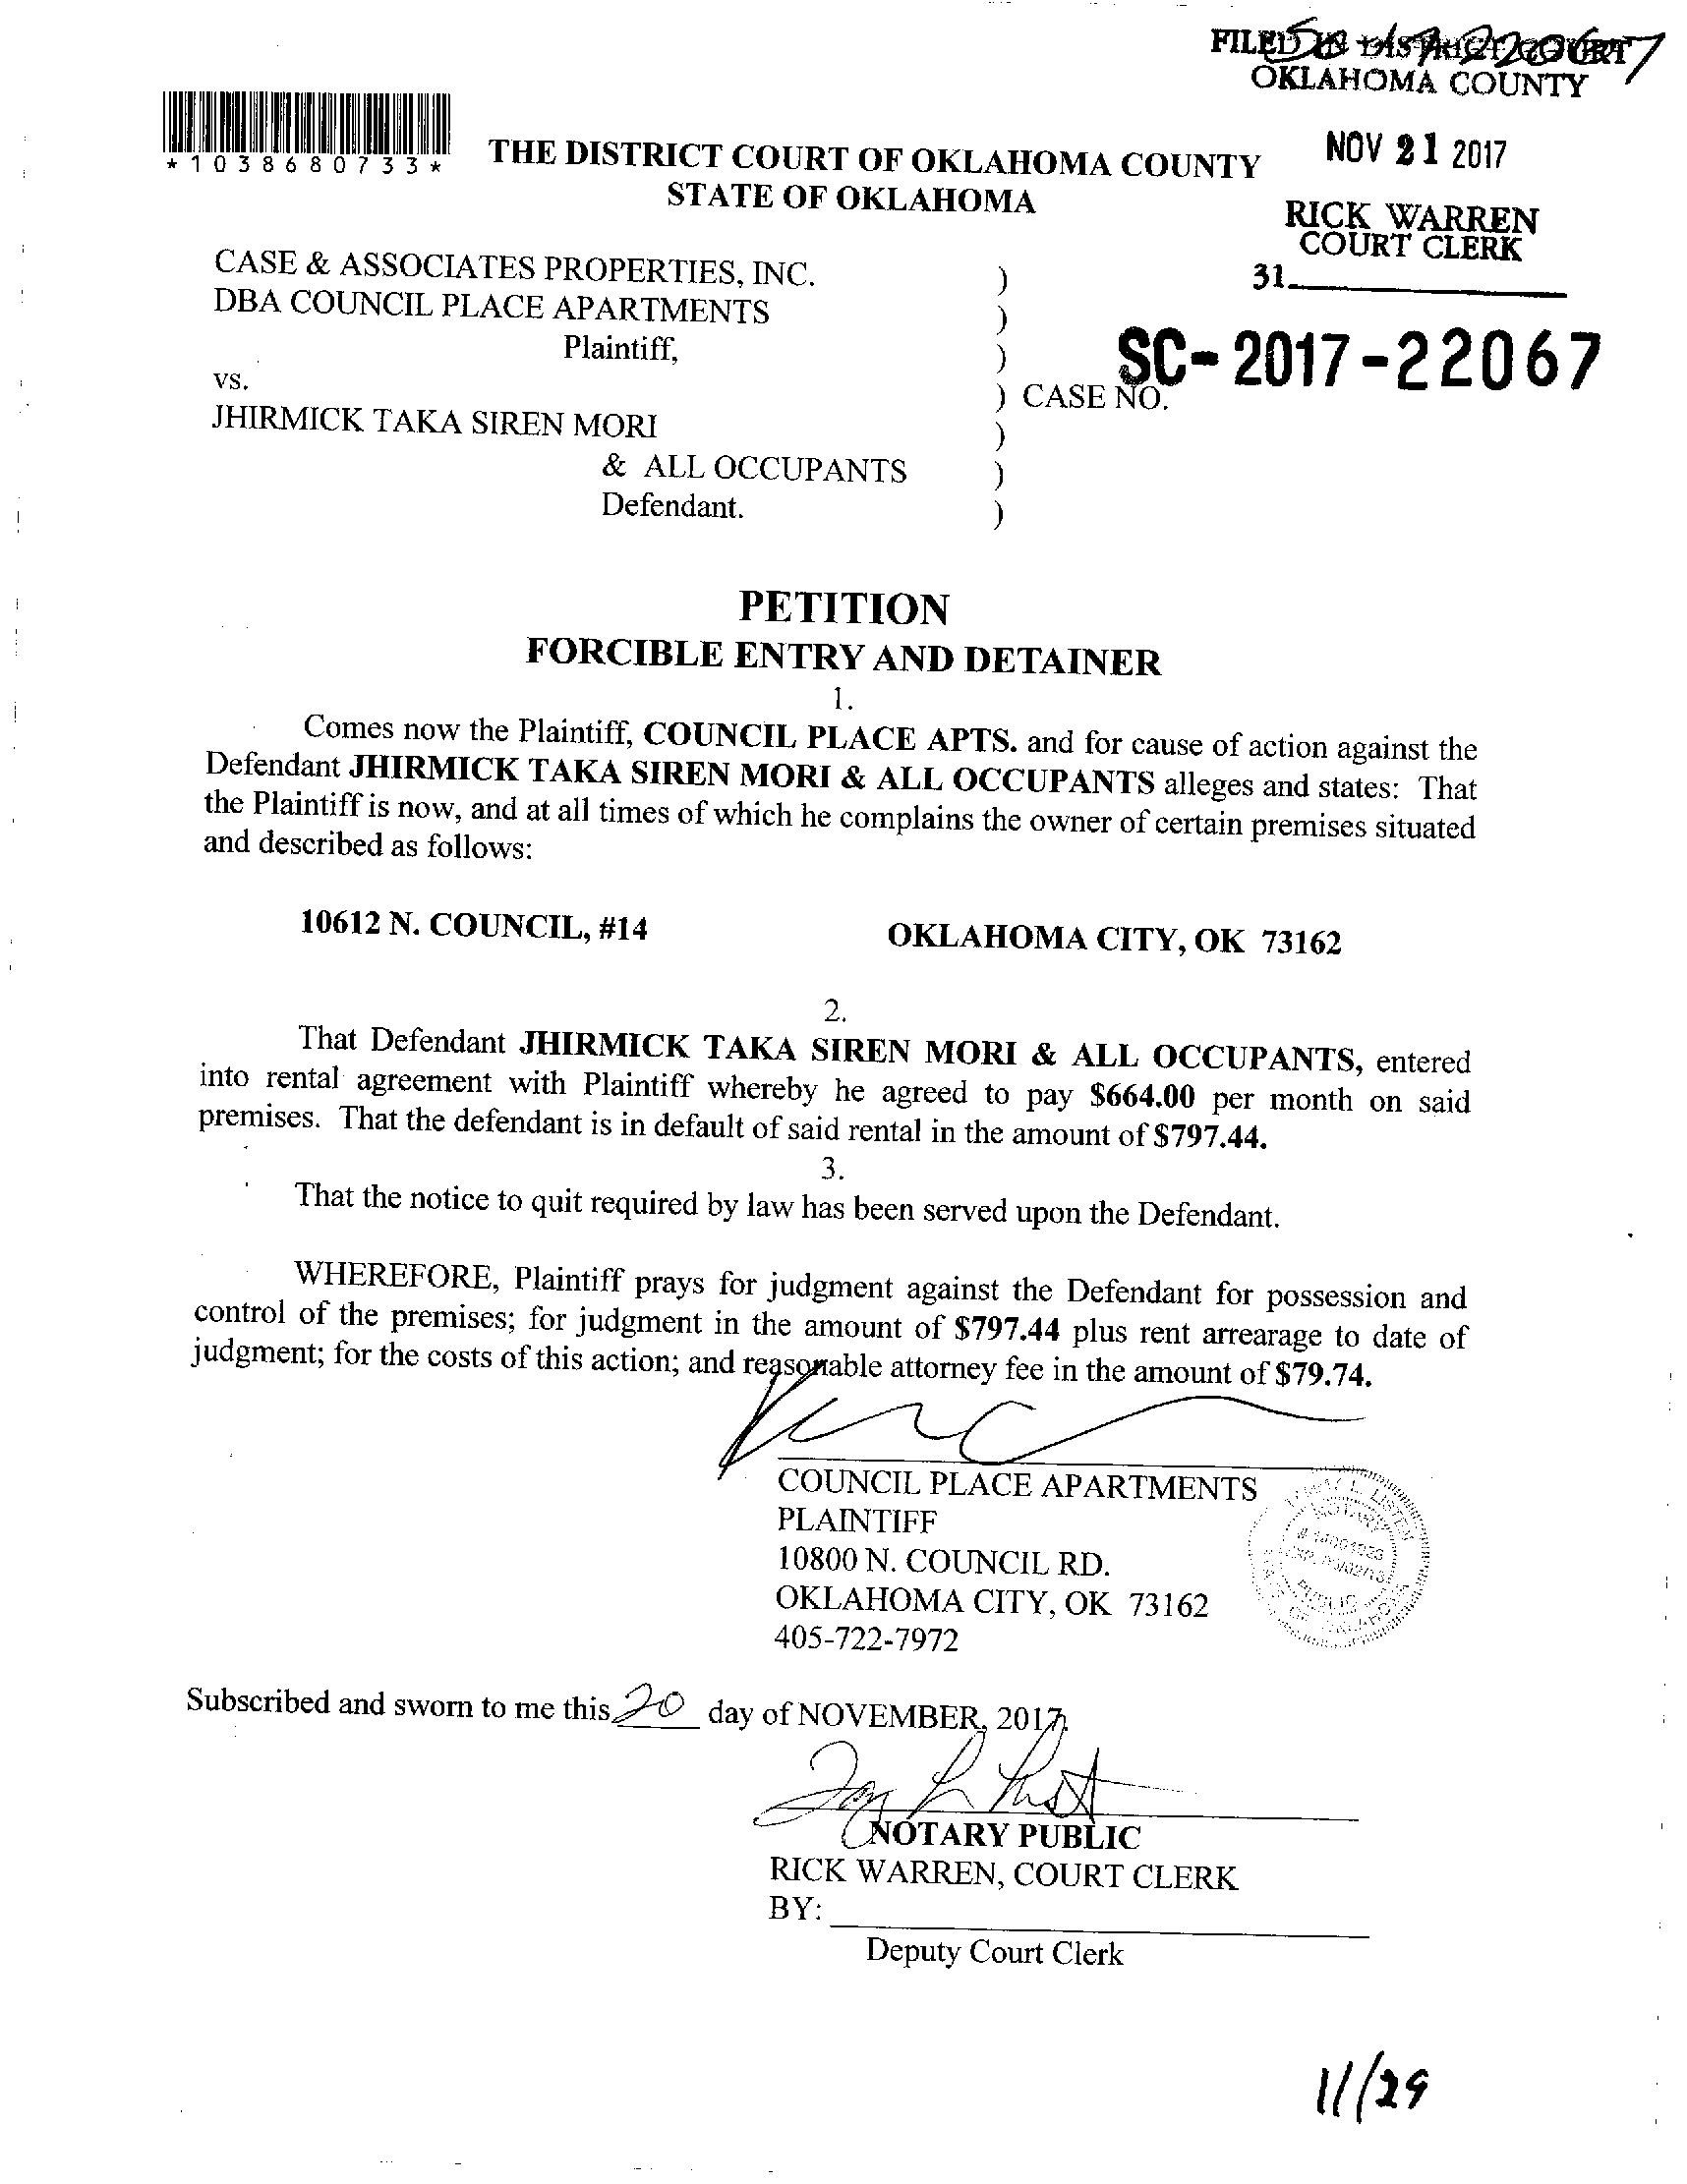 FILED IN DISTRICT COURT
OKLAHOMA COUNTY
NOV 21 2017
RICK WARREN
COURT CLERK
31
*1038680733*
THE DISTRICT COURT OF OKLAHOMA COUNTY
STATE OF OKLAHOMA
CASE & ASSOCIATES PROPERTIES, INC. )
DBA COUNCIL PLACE APARTMENTS )
Plaintiff, )
vs. ) CASE NO. SC-2017-22067
JHIRMICK TAKA SIREN MORI )
& ALL OCCUPANTS )
Defendant. )
PETITION
FORCIBLE ENTRY AND DETAINER
1.
Comes now the Plaintiff, COUNCIL PLACE APTS. and for cause of action against the
Defendant JHIRMICK TAKA SIREN MORI & ALL OCCUPANTS alleges and states: That
the Plaintiff is now, and at all times of which he complains the owner of certain premises situated
and described as follows:
10612 N. COUNCIL, #14 OKLAHOMA CITY, OK 73162
2.
That Defendant JHIRMICK TAKA SIREN MORI & ALL OCCUPANTS, entered
into rental agreement with Plaintiff whereby he agreed to pay $664.00 per month on said
premises. That the defendant is in default of said rental in the amount of $797.44.
3.
That the notice to quit required by law has been served upon the Defendant.
WHEREFORE, Plaintiff prays for judgment against the Defendant for possession and
control of the premises; for judgment in the amount of $797.44 plus rent arrearage to date of
judgment; for the costs of this action; and reasonable attorney fee in the amount of $79.74.
COUNCIL PLACE APARTMENTS
PLAINTIFF
10800 N. COUNCIL RD.
OKLAHOMA CITY, OK 73162
405-722-7972
NOTARY
PUBLIC
Subscribed and sworn to me this 20 day of NOVEMBER, 2017.
NOTARY PUBLIC
RICK WARREN, COURT CLERK
BY:
Deputy Court Clerk
11/29